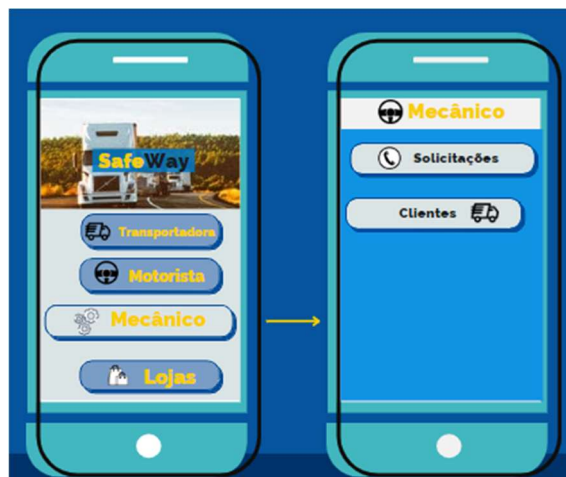 SafeWay
Transportadora
Motorista
Mecânico
Lojas
Mecânico
Solicitações
Clientes